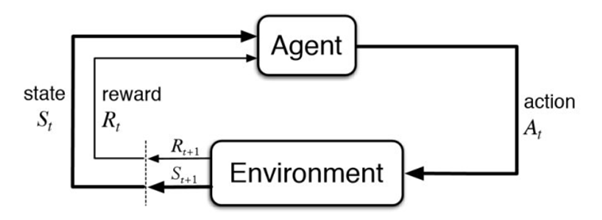 Agent
state
S_t
reward
R_t
action
A_t
R_{t+1}
S_{t+1}
Environment